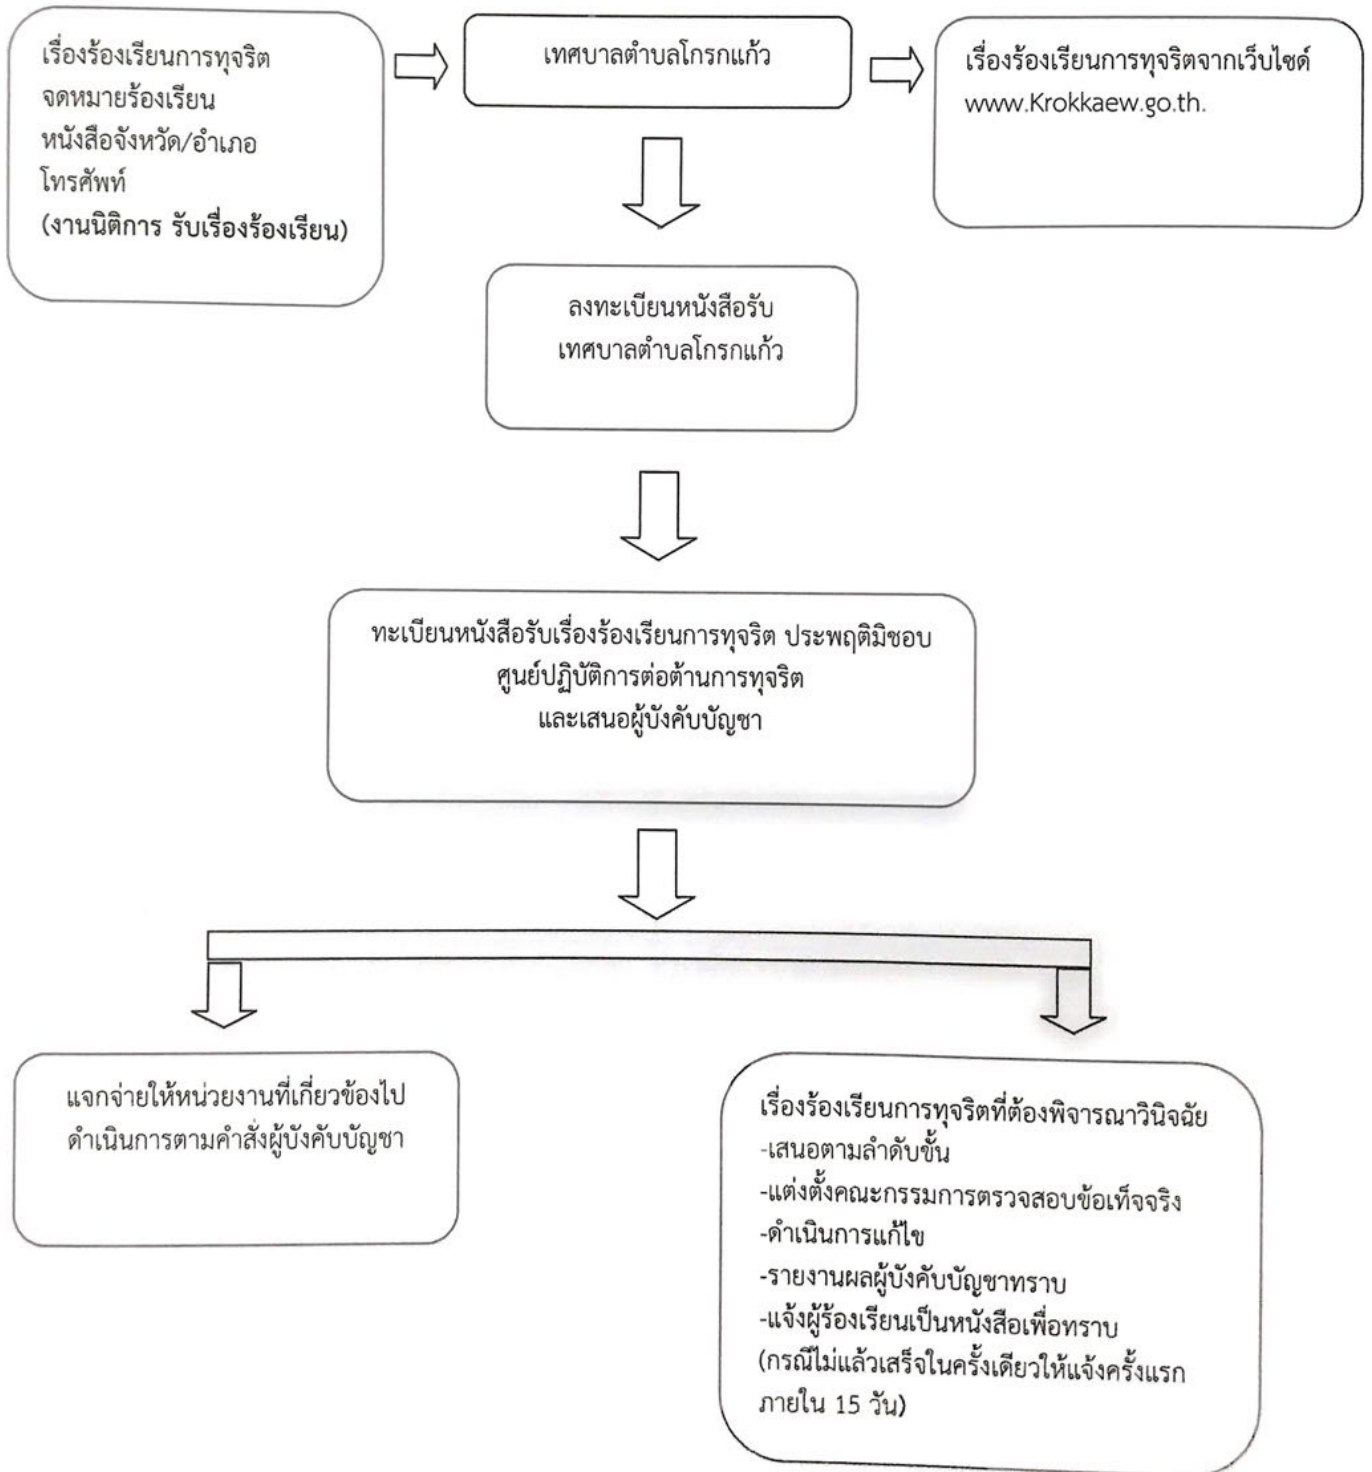 เรื่องร้องเรียนการทุจริต
จดหมายร้องเรียน
หนังสือจังหวัด/อำเภอ
โทรศัพท์
(งานนิติการ รับเรื่องร้องเรียน)
เทศบาลตำบลโกรกแก้ว
เรื่องร้องเรียนการทุจริตจากเว็บไซด์
www.Krokkaew.go.th.
ลงทะเบียนหนังสือรับ
เทศบาลตำบลโกรกแก้ว
ทะเบียนหนังสือรับเรื่องร้องเรียนการทุจริต ประพฤติมิชอบ
ศูนย์ปฏิบัติการต่อต้านการทุจริต
และเสนอผู้บังคับบัญชา
แจกจ่ายให้หน่วยงานที่เกี่ยวข้องไป
ดำเนินการตามคำสั่งผู้บังคับบัญชา
เรื่องร้องเรียนการทุจริตที่ต้องพิจารณาวินิจฉัย
-เสนอตามลำดับขั้น
-แต่งตั้งคณะกรรมการตรวจสอบข้อเท็จจริง
-ดำเนินการแก้ไข
-รายงานผลผู้บังคับบัญชาทราบ
-แจ้งผู้ร้องเรียนเป็นหนังสือเพื่อทราบ
(กรณีไม่แล้วเสร็จในครั้งเดียวให้แจ้งครั้งแรก
ภายใน 15 วัน)